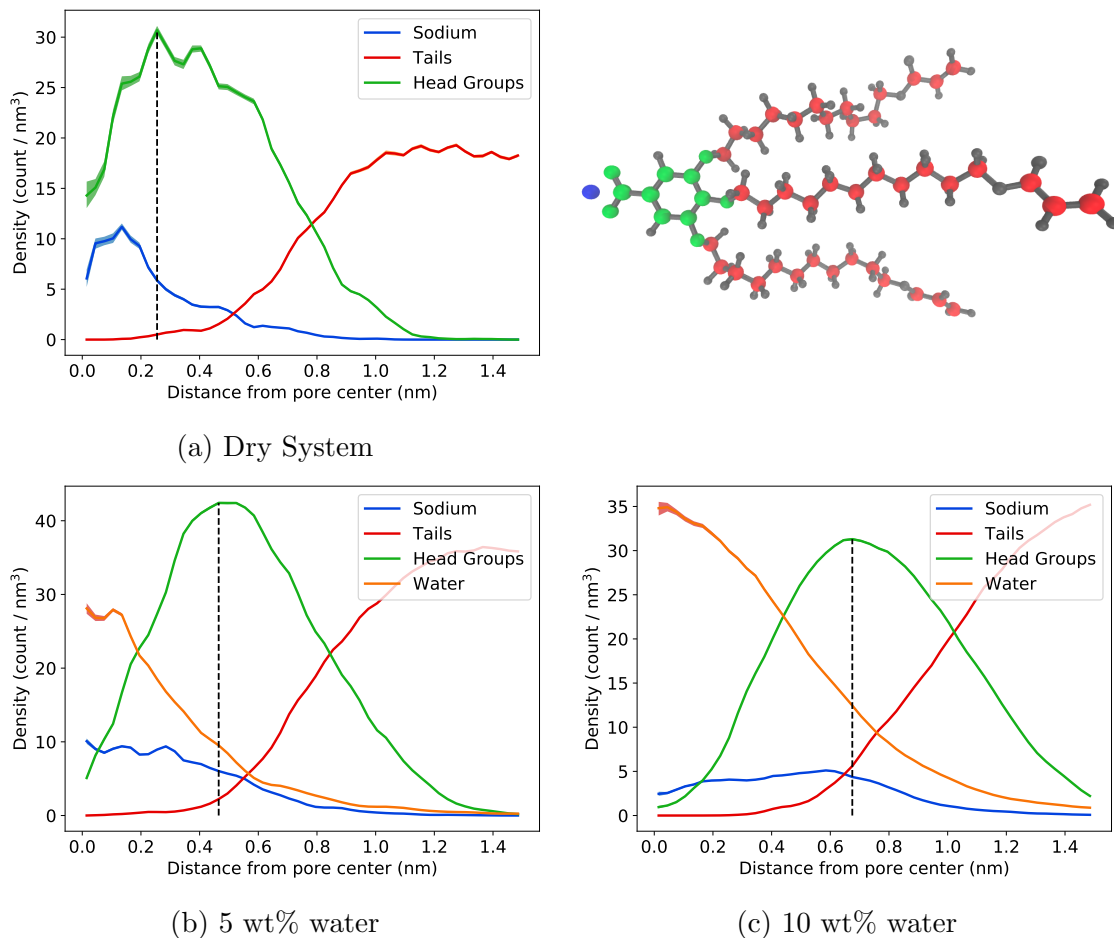 Density (count / nm³)
30
25
20
15
10
5
0
Sodium
Tails
Head Groups
0.0 0.2 0.4 0.6 0.8 1.0 1.2 1.4
Distance from pore center (nm)
(a) Dry System
Density (count / nm³)
40
30
20
10
0
Sodium
Tails
Head Groups
Water
0.0 0.2 0.4 0.6 0.8 1.0 1.2 1.4
Distance from pore center (nm)
(b) 5 wt% water
Density (count / nm³)
35
30
25
20
15
10
5
0
Sodium
Tails
Head Groups
Water
0.0 0.2 0.4 0.6 0.8 1.0 1.2 1.4
Distance from pore center (nm)
(c) 10 wt% water